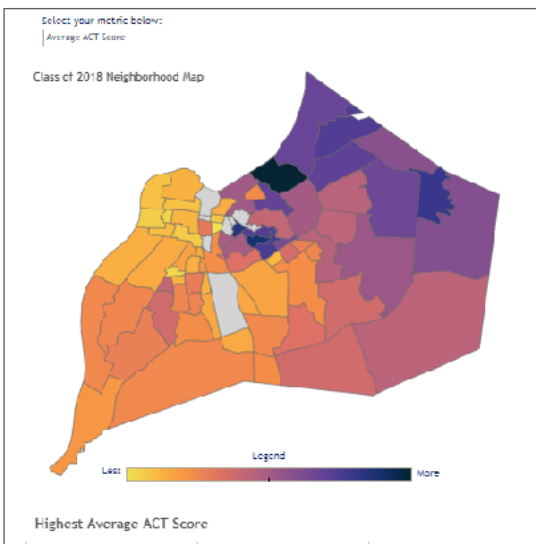 Select your metric below:
Average ACT Score
Class of 2018 Neighborhood Map
Legend
Less
More
Highest Average ACT Score